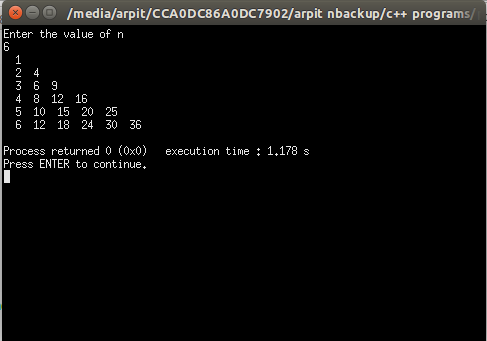 /media/arpit/CCA0DC86A0DC7902/arpit nbackup/c++ programs/
Enter the value of n
6
1
2 4
3 6 9
4 8 12 16
5 10 15 20 25
6 12 18 24 30 36
Process returned 0 (0x0) execution time : 1.178 s
Press ENTER to continue.